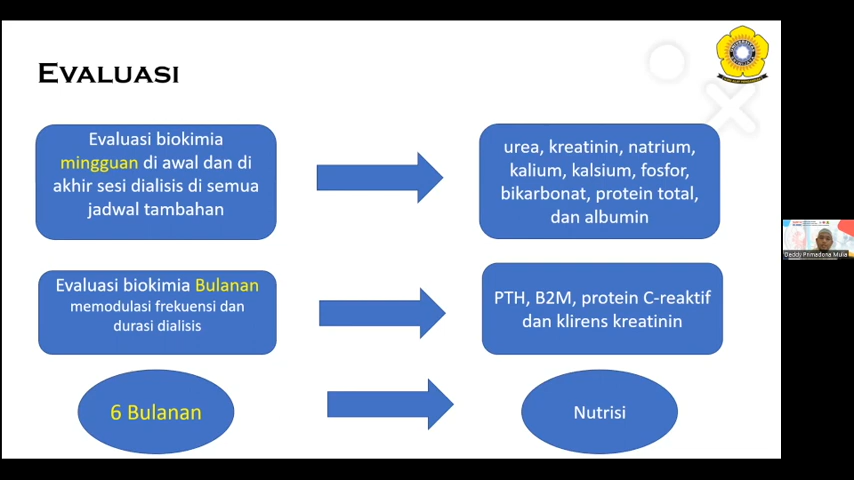 EVALUASI
Evaluasi biokimia
mingguan di awal dan di
akhir sesi dialisis di semua
jadwal tambahan
urea, kreatinin, natrium,
kalium, kalsium, fosfor,
bikarbonat, protein total,
dan albumin
Evaluasi biokimia Bulanan
memodulasi frekuensi dan
durasi dialisis
PTH, B2M, protein C-reaktif
dan klirens kreatinin
6 Bulanan
Nutrisi
Deddy Primadona Mula